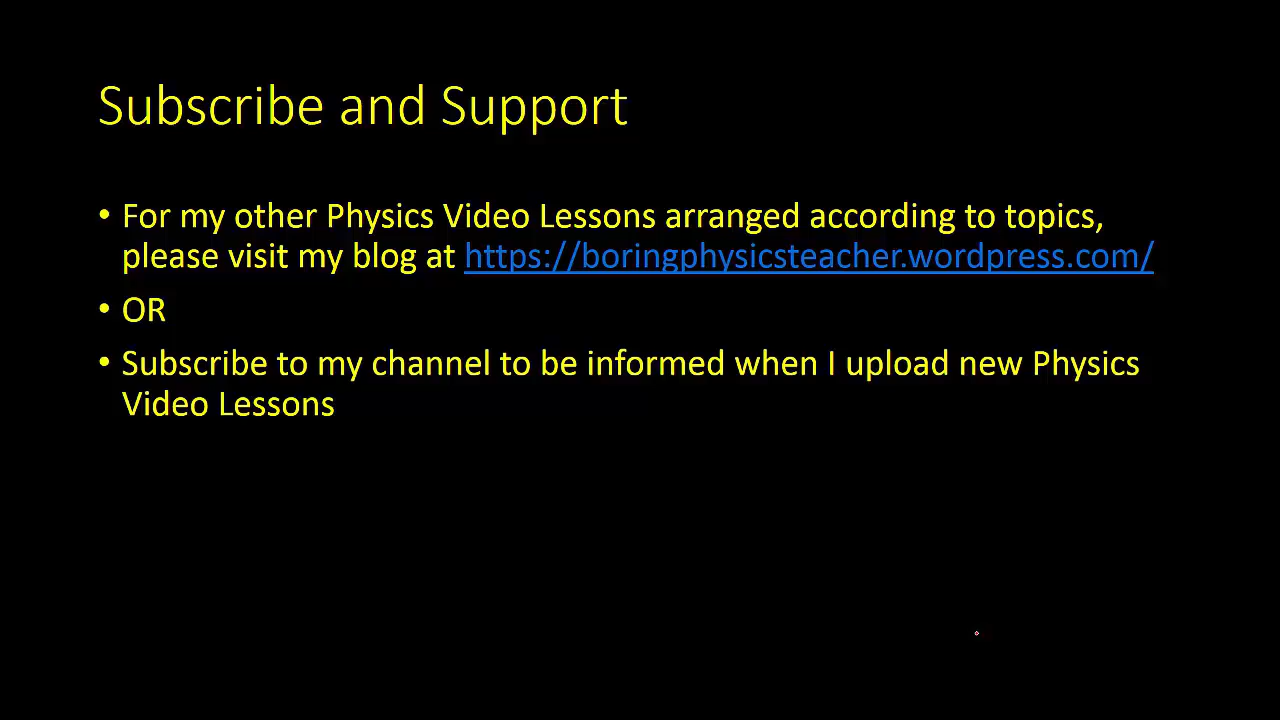 Subscribe and Support
• For my other Physics Video Lessons arranged according to topics,
please visit my blog at https://boringphysicsteacher.wordpress.com/
• OR
• Subscribe to my channel to be informed when I upload new Physics
Video Lessons